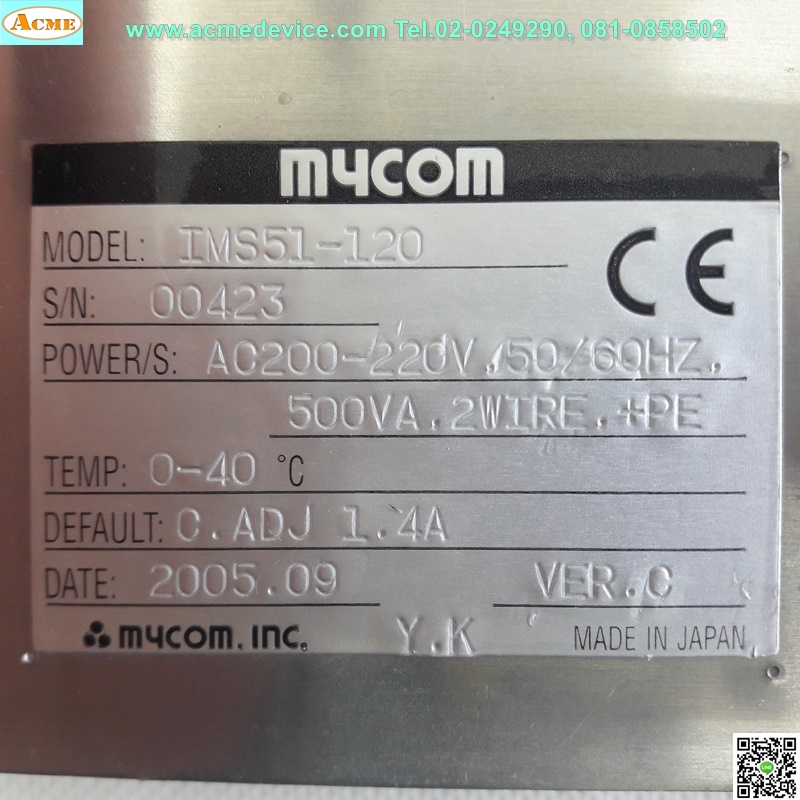 ACME
www.acmedevice.com Tel.02-0249290, 081-0858502
mycom
MODEL: IMS51-120
S/N: 00423
CE
POWER/S: AC200-220V.50/60HZ.
500VA.2WIRE.+PE
TEMP: 0-40 °C
DEFAULT: C.ADJ 1.4A
DATE: 2005.09 VER.C
mycom, inc. Y.K MADE IN JAPAN
LINE